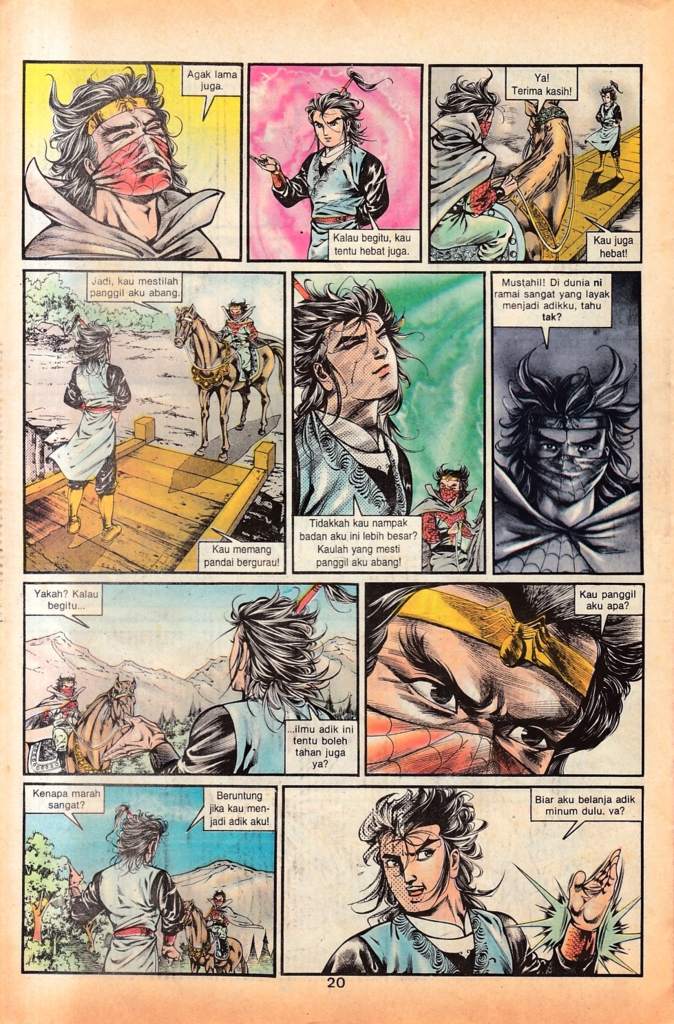 Agak lama
juga.
Kalau begitu, kau
tentu hebat juga.
Ya!
Terima kasih!
Kau juga
hebat!
Jadi, kau mestilah
panggil aku abang.
Kau memang
pandai bergurau!
Tidakkah kau nampak
badan aku ini lebih besar?
Kaulah yang mesti
panggil aku abang!
Mustahil! Di dunia ni
ramai sangat yang layak
menjadi adikku, tahu
tak?
Yakah? Kalau
begitu...
...ilmu adik ini
tentu boleh
tahan juga
ya?
Kau panggil
aku apa?
Kenapa marah
sangat?
Beruntung
jika kau men-
jadi adik aku!
Biar aku belanja adik
minum dulu. va?
20